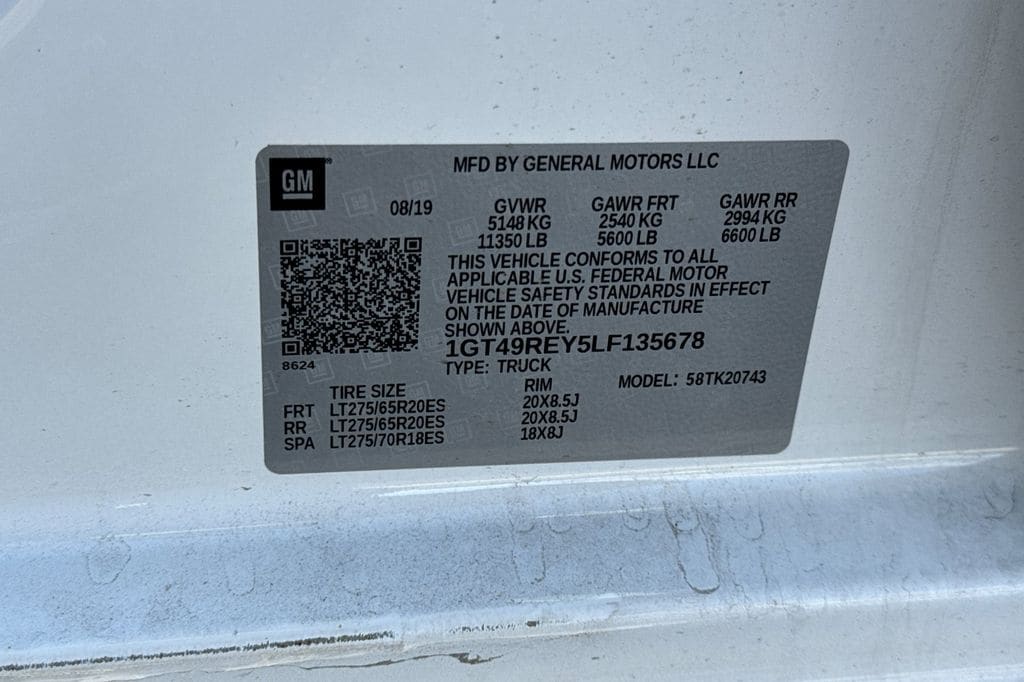 GM
MFD BY GENERAL MOTORS LLC
08/19
GVWR GAWR FRT GAWR RR
5148 KG 2540 KG 2994 KG
11350 LB 5600 LB 6600 LB
THIS VEHICLE CONFORMS TO ALL
APPLICABLE U.S. FEDERAL MOTOR
VEHICLE SAFETY STANDARDS IN EFFECT
ON THE DATE OF MANUFACTURE
SHOWN ABOVE.
1GT49REY5LF135678
8624
TYPE: TRUCK
MODEL: 58TK20743
TIRE SIZE RIM
FRT LT275/65R20ES 20X8.5J
RR LT275/65R20ES 20X8.5J
SPA LT275/70R18ES 18X8J